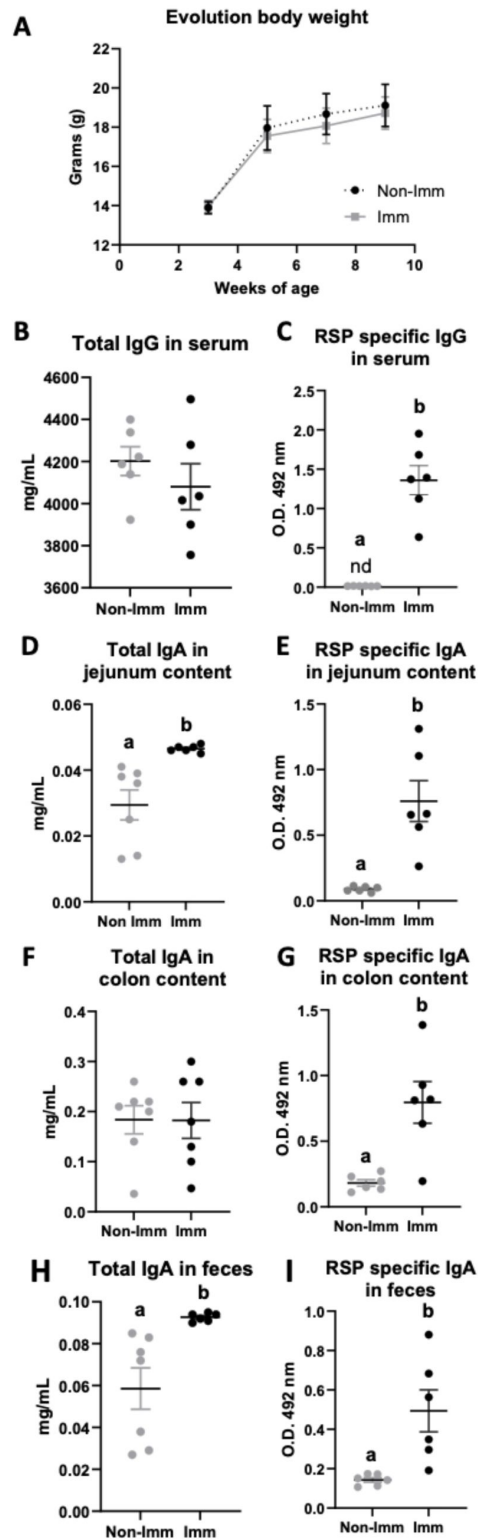 A
Evolution body weight
22
20
18
16
14
12
Grams (g)
Non-Imm
Imm
0 2 4 6 8 10
Weeks of age
B
Total IgG in serum
4600
4400
4200
4000
3800
3600
mg/mL
Non-Imm Imm
C
RSP specific IgG
in serum
2.5
2.0
1.5
1.0
0.5
0.0
O.D. 492 nm
a
nd
b
Non-Imm Imm
D
Total IgA in
jejunum content
0.06
0.04
0.02
0.00
mg/mL
a
b
Non Imm Imm
E
RSP specific IgA
in jejunum content
1.5
1.0
0.5
0.0
O.D. 492 nm
a
b
Non-Imm Imm
F
Total IgA in
colon content
0.4
0.3
0.2
0.1
0.0
mg/mL
Non-Imm Imm
G
RSP specific IgA
in colon content
1.5
1.0
0.5
0.0
O.D. 492 nm
a
b
Non-Imm Imm
H
Total IgA in feces
0.10
0.08
0.06
0.04
0.02
0.00
mg/mL
a
b
Non-Imm Imm
I
RSP specific IgA
in feces
1.0
0.8
0.6
0.4
0.2
0.0
O.D. 492 nm
a
b
Non-Imm Imm